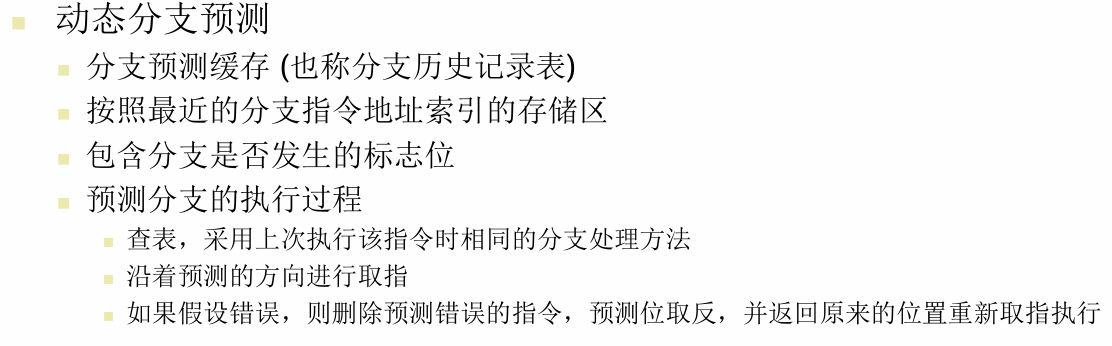 动态分支预测
分支预测缓存 (也称分支历史记录表)
按照最近的分支指令地址索引的存储区
包含分支是否发生的标志位
预测分支的执行过程
查表，采用上次执行该指令时相同的分支处理方法
沿着预测的方向进行取指
如果假设错误，则删除预测错误的指令，预测位取反，并返回原来的位置重新取指执行